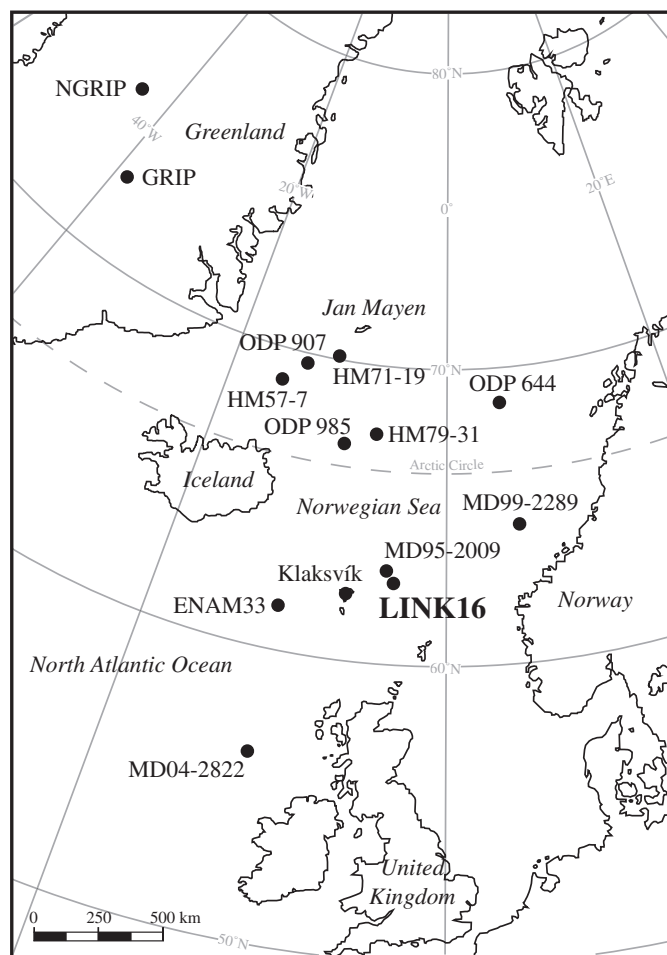 80°N
NGRIP
40°W
Greenland
GRIP
20°W
20°E
0°
Jan Mayen
ODP 907
HM71-19
70°N
ODP 644
HM57-7
ODP 985
HM79-31
Arctic Circle
Iceland
Norwegian Sea
MD99-2289
MD95-2009
Klaksvík
ENAM33
LINK16
Norway
North Atlantic Ocean
60°N
MD04-2822
United
Kingdom
0 250 500 km
50°N